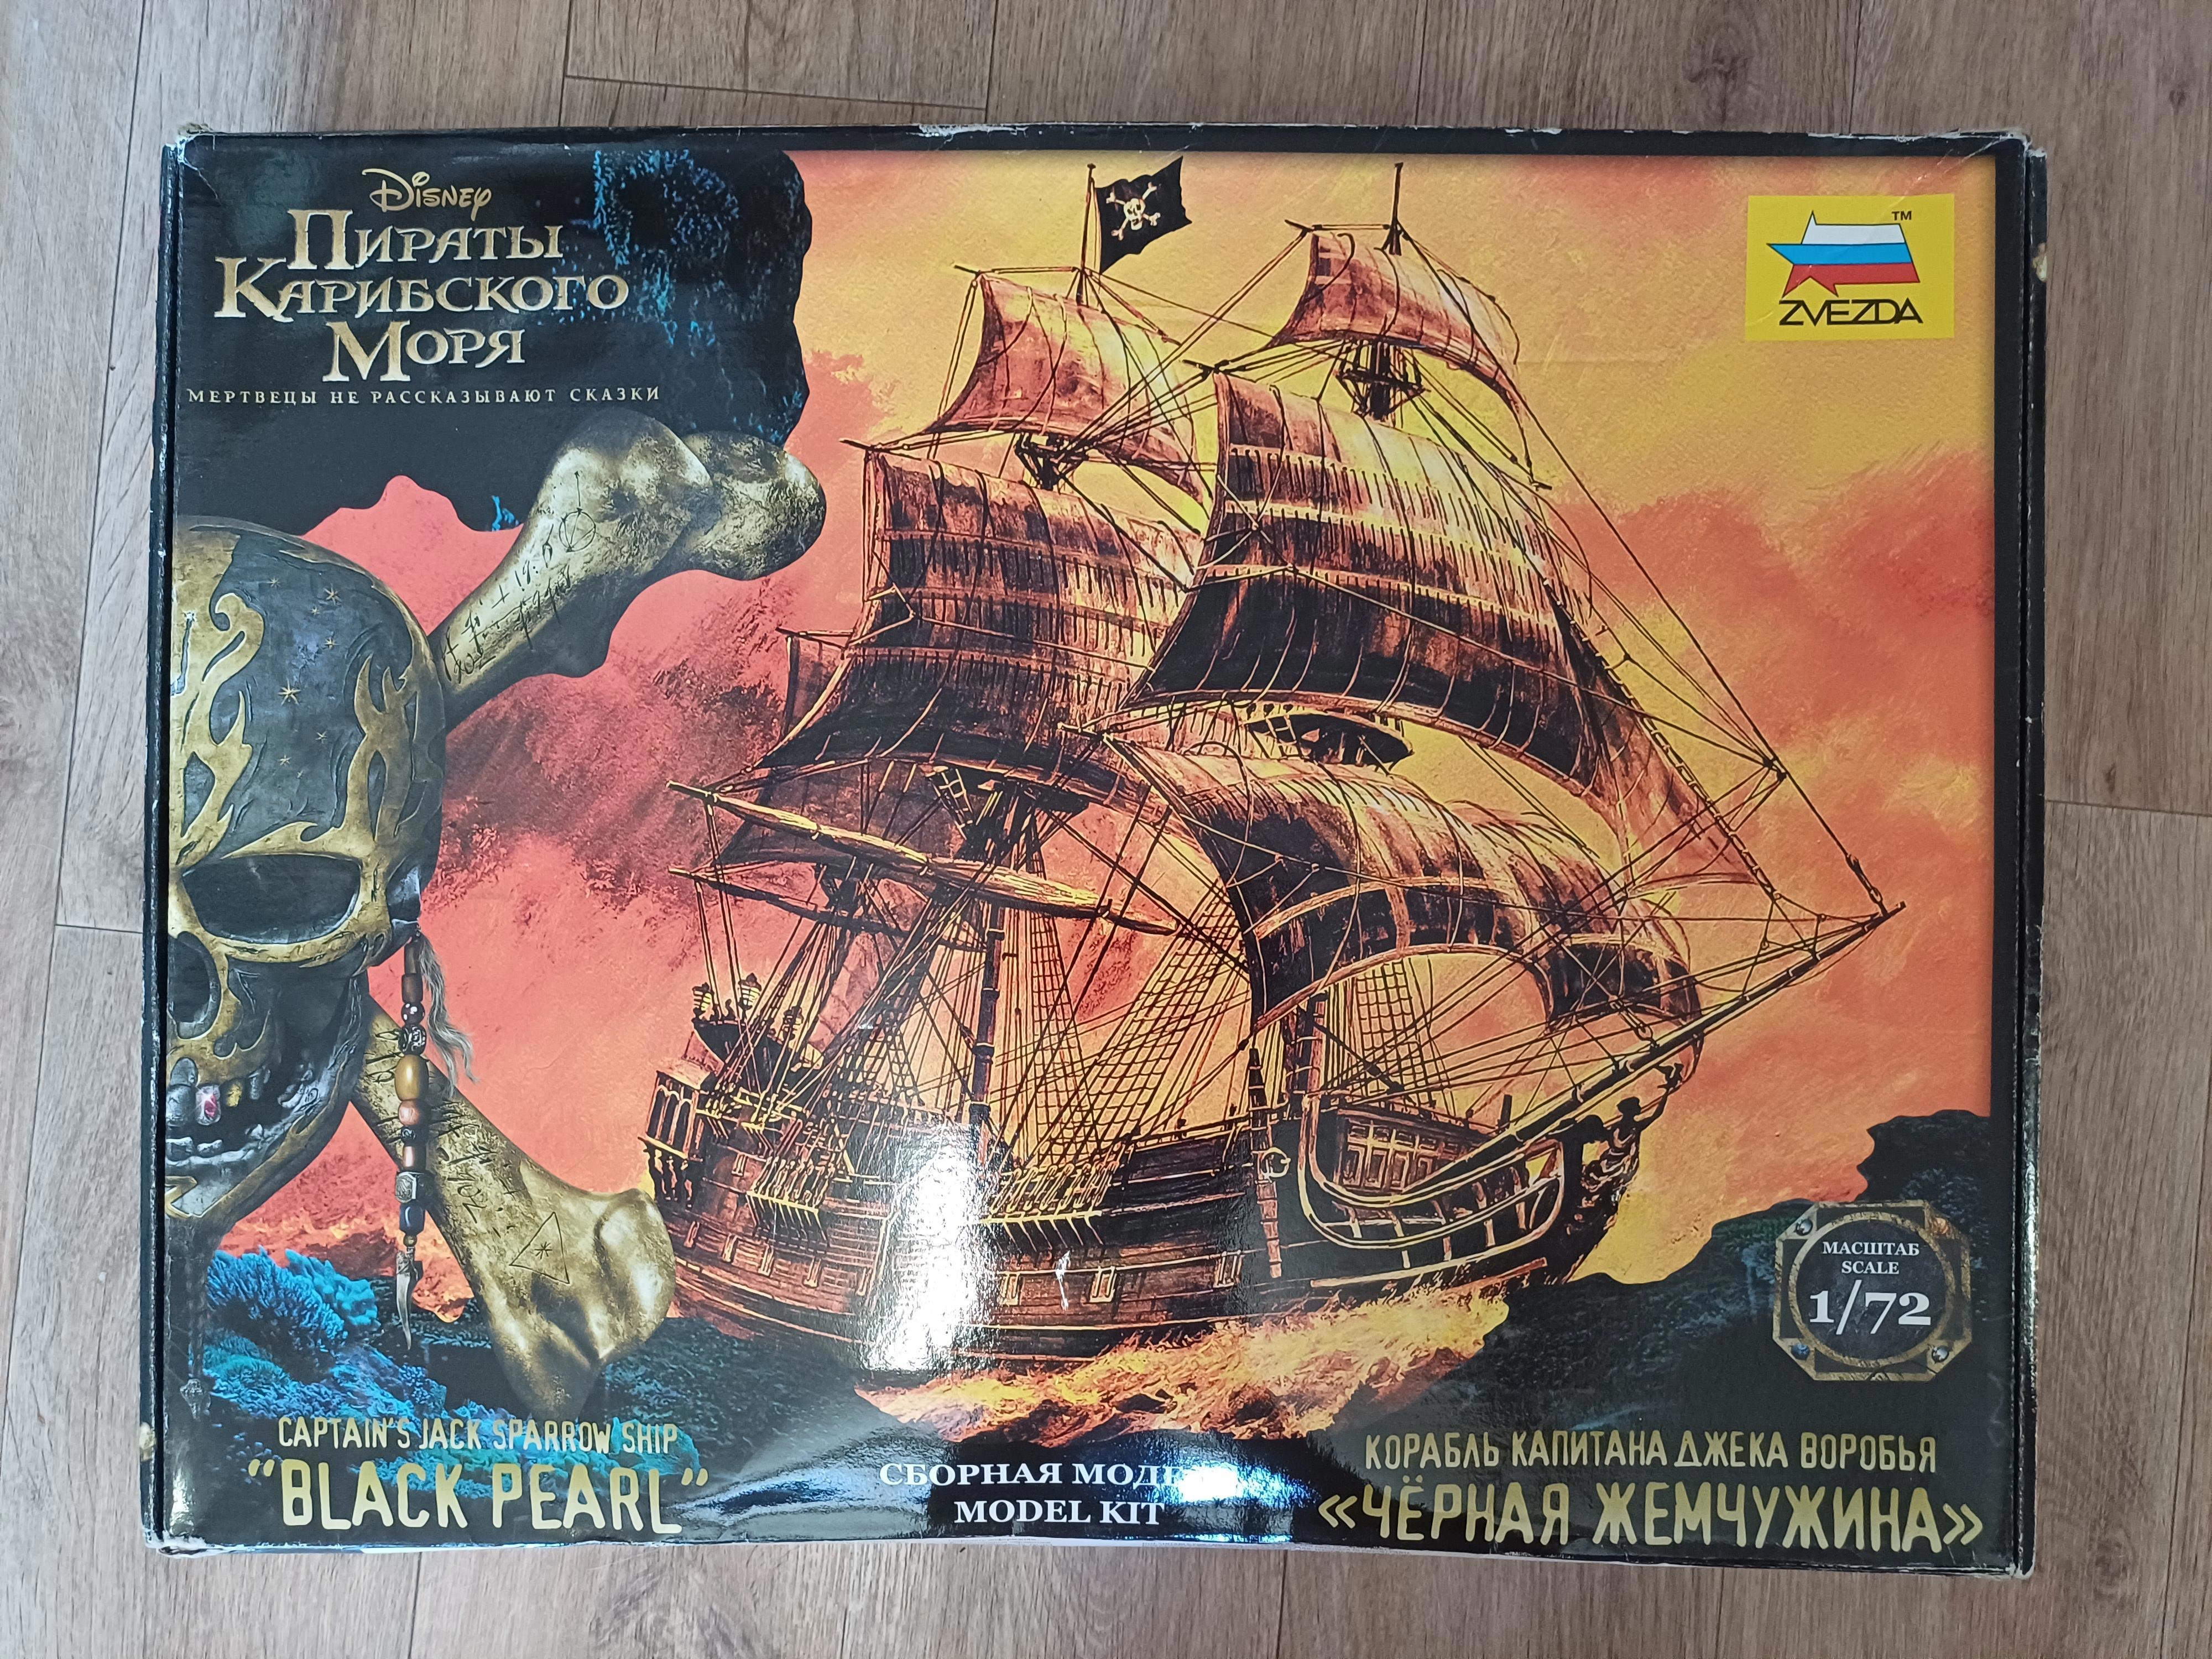 Disney
Пираты
Карибского
Моря
МЕРТВЕЦЫ НЕ РАССКАЗЫВАЮТ СКАЗКИ
TM
ZVEZDA
МАСШТАБ
SCALE
1/72
CAPTAIN'S JACK SPARROW SHIP
"BLACK PEARL"
СБОРНАЯ
MODEL KIT
КОРАБЛЬ КАПИТАНА ДЖЕКА ВОРОБЬЯ
«ЧЁРНАЯ ЖЕМЧУЖИНА»